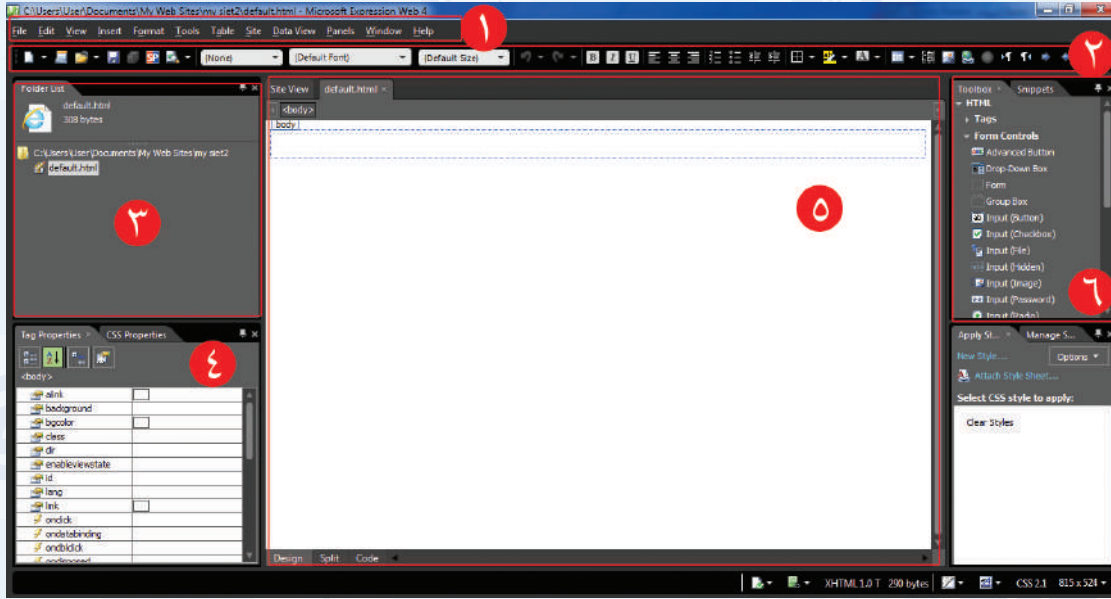 C:\Users\User\Documents\My Web Sites\my siet2\default.html - Microsoft Expression Web 4
File Edit View Insert Format Tools Table Site Data View Panels Window Help
١
(None) (Default Font) (Default Size) B I U
٢
Folder List
default.html
308 bytes
C:\Users\User\Documents\My Web Sites\my siet2
default.html
٣
Tag Properties CSS Properties
٤
<body>
alink
background
bgcolor
class
dir
enableviewstate
id
lang
link
onclick
ondatabinding
ondblclick
ondisposed
Site View default.html
<body>
body
٥
Design Split Code
Toolbox Snippets
HTML
Tags
Form Controls
Advanced Button
Drop-Down Box
Form
Group Box
Input (Button)
Input (Checkbox)
Input (File)
Input (Hidden)
Input (Image)
Input (Password)
Input (Radio)
٦
Apply St... Manage S...
New Style... Options
Attach Style Sheet...
Select CSS style to apply:
Clear Styles
XHTML 1.0 T 290 bytes CSS 2.1 815 x 524